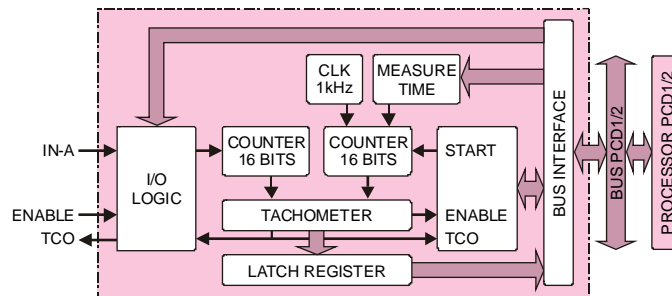 CLK
1kHz
MEASURE
TIME
IN-A
I/O
LOGIC
COUNTER
16 BITS
COUNTER
16 BITS
START
ENABLE
TACHOMETER
ENABLE
TCO
TCO
LATCH REGISTER
BUS INTERFACE
BUS PCD1/2
PROCESSOR PCD1/2